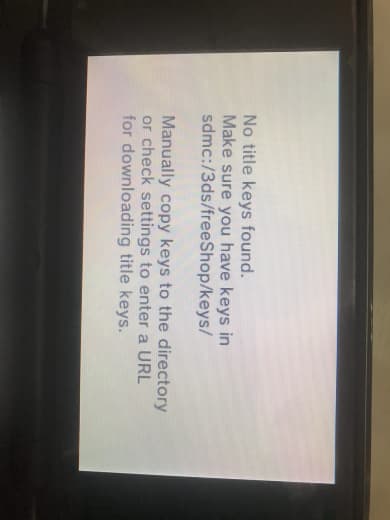 No title keys found.
Make sure you have keys in
sdmc:/3ds/freeShop/keys/
Manually copy keys to the directory
or check settings to enter a URL
for downloading title keys.